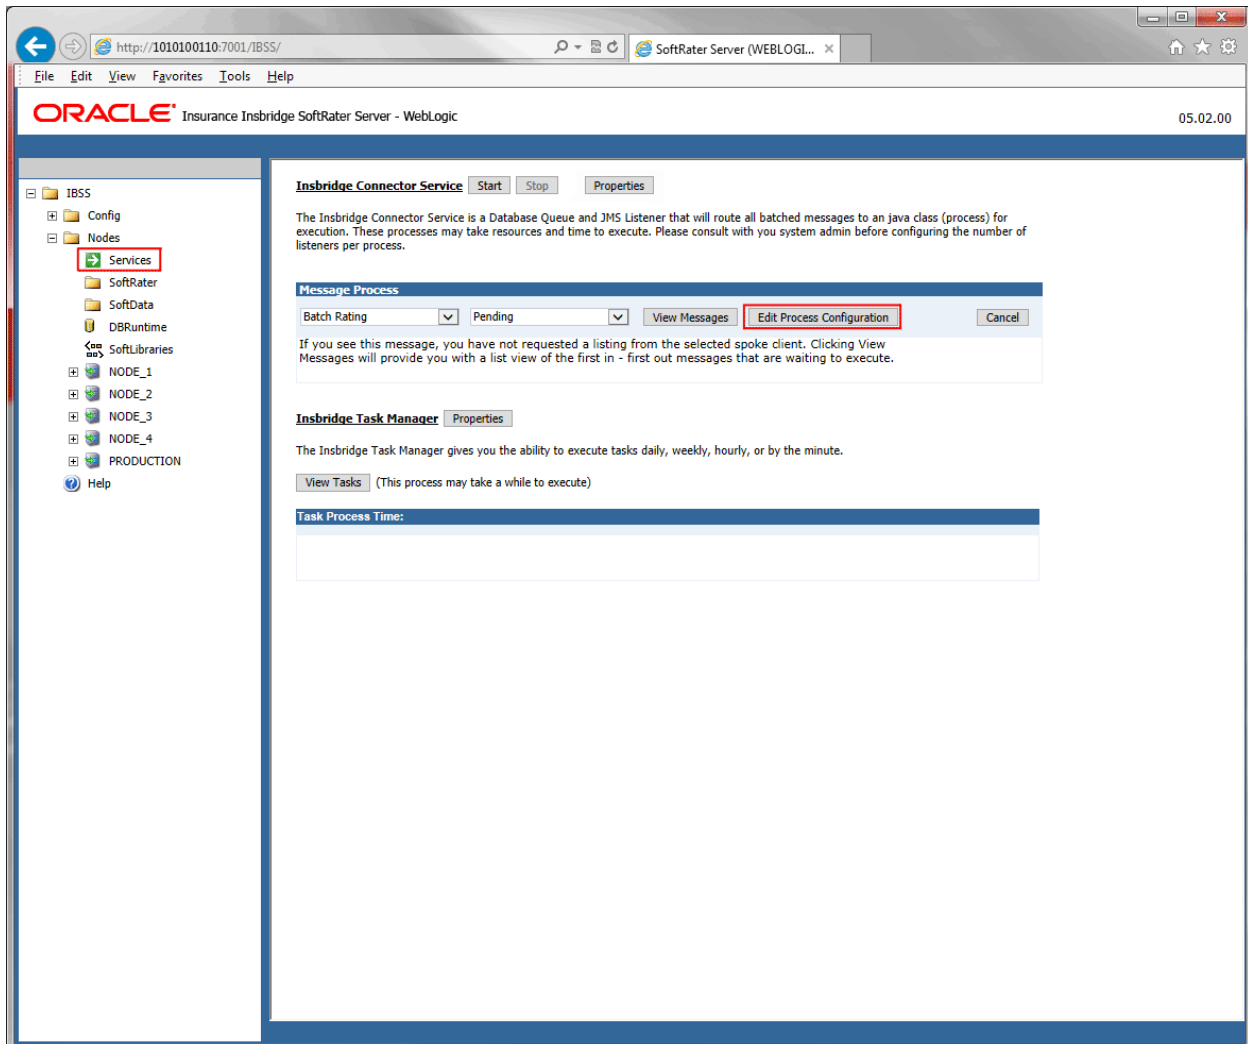 http://1010100110:7001/IBSS/
SoftRater Server (WEBLOGI...
File Edit View Favorites Tools Help
ORACLE Insurance Insbridge SoftRater Server - WebLogic
05.02.00
IBSS
Config
Nodes
Services
SoftRater
SoftData
DBRuntime
SoftLibraries
NODE_1
NODE_2
NODE_3
NODE_4
PRODUCTION
Help
Insbridge Connector Service Start Stop Properties
The Insbridge Connector Service is a Database Queue and JMS Listener that will route all batched messages to an java class (process) for
execution. These processes may take resources and time to execute. Please consult with you system admin before configuring the number of
listeners per process.
Message Process
Batch Rating Pending View Messages Edit Process Configuration Cancel
If you see this message, you have not requested a listing from the selected spoke client. Clicking View
Messages will provide you with a list view of the first in - first out messages that are waiting to execute.
Insbridge Task Manager Properties
The Insbridge Task Manager gives you the ability to execute tasks daily, weekly, hourly, or by the minute.
View Tasks (This process may take a while to execute)
Task Process Time: